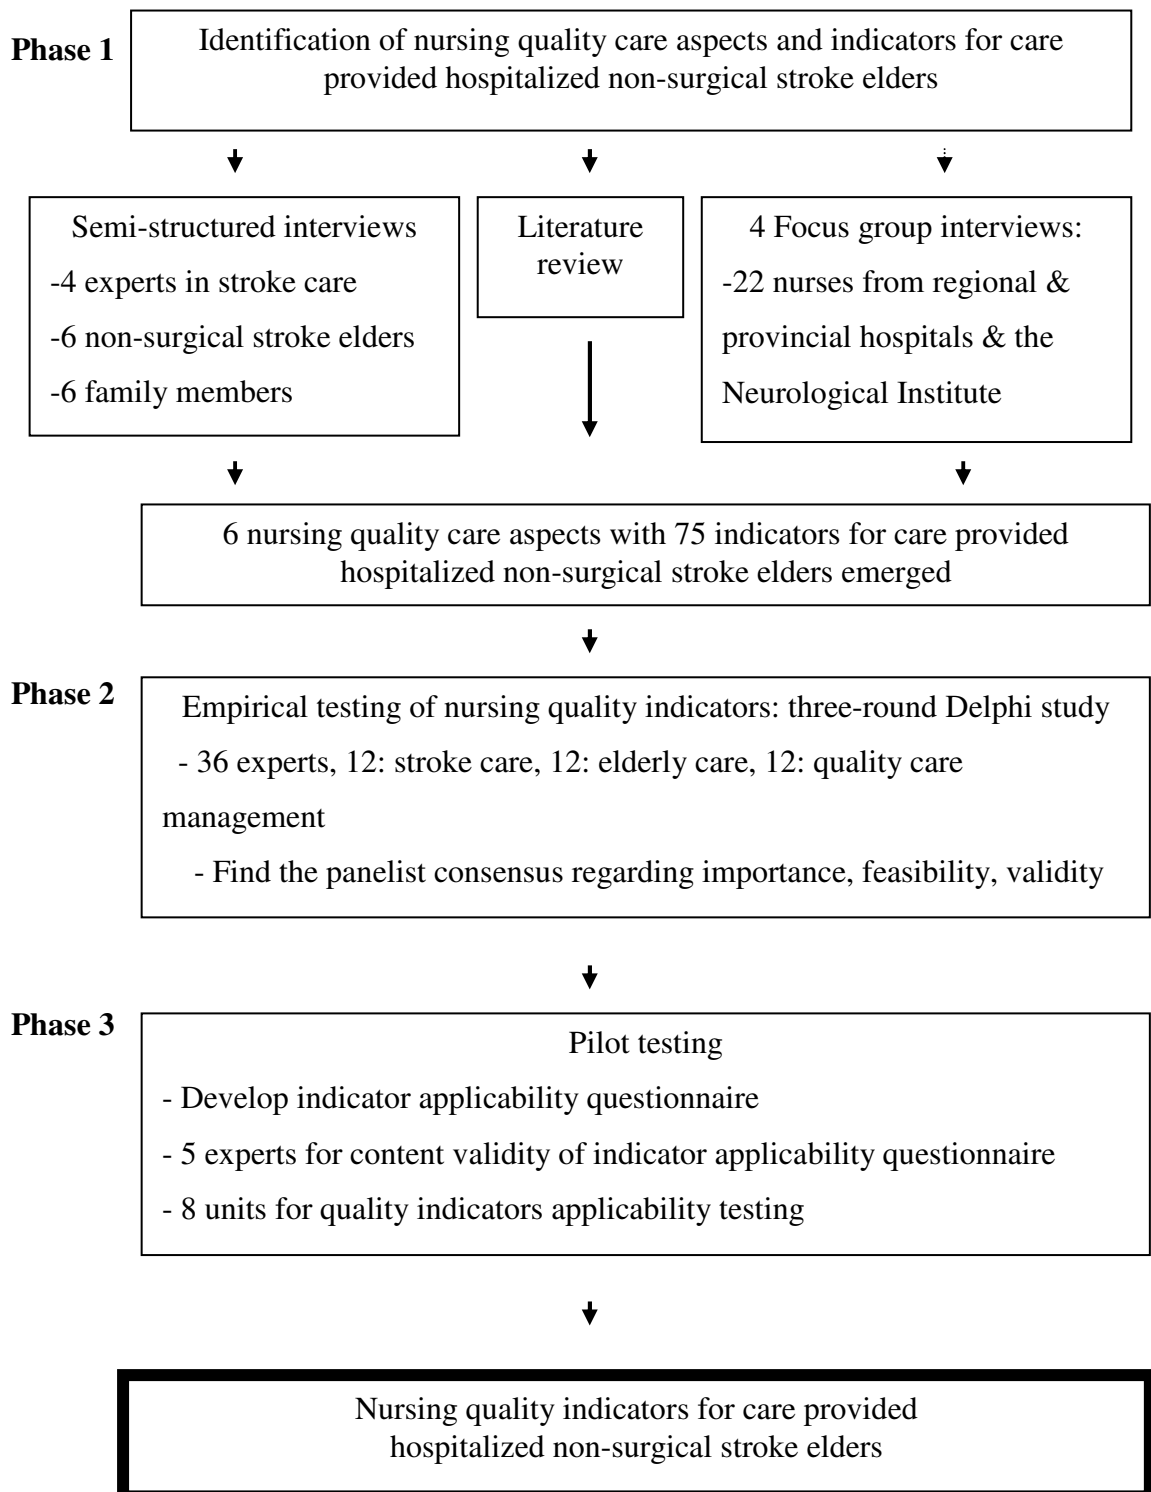 Phase 1
Identification of nursing quality care aspects and indicators for care
provided hospitalized non-surgical stroke elders
Semi-structured interviews
-4 experts in stroke care
-6 non-surgical stroke elders
-6 family members
Literature
review
4 Focus group interviews:
-22 nurses from regional &
provincial hospitals & the
Neurological Institute
6 nursing quality care aspects with 75 indicators for care provided
hospitalized non-surgical stroke elders emerged
Phase 2
Empirical testing of nursing quality indicators: three-round Delphi study
- 36 experts, 12: stroke care, 12: elderly care, 12: quality care
management
- Find the panelist consensus regarding importance, feasibility, validity
Phase 3
Pilot testing
- Develop indicator applicability questionnaire
- 5 experts for content validity of indicator applicability questionnaire
- 8 units for quality indicators applicability testing
Nursing quality indicators for care provided
hospitalized non-surgical stroke elders